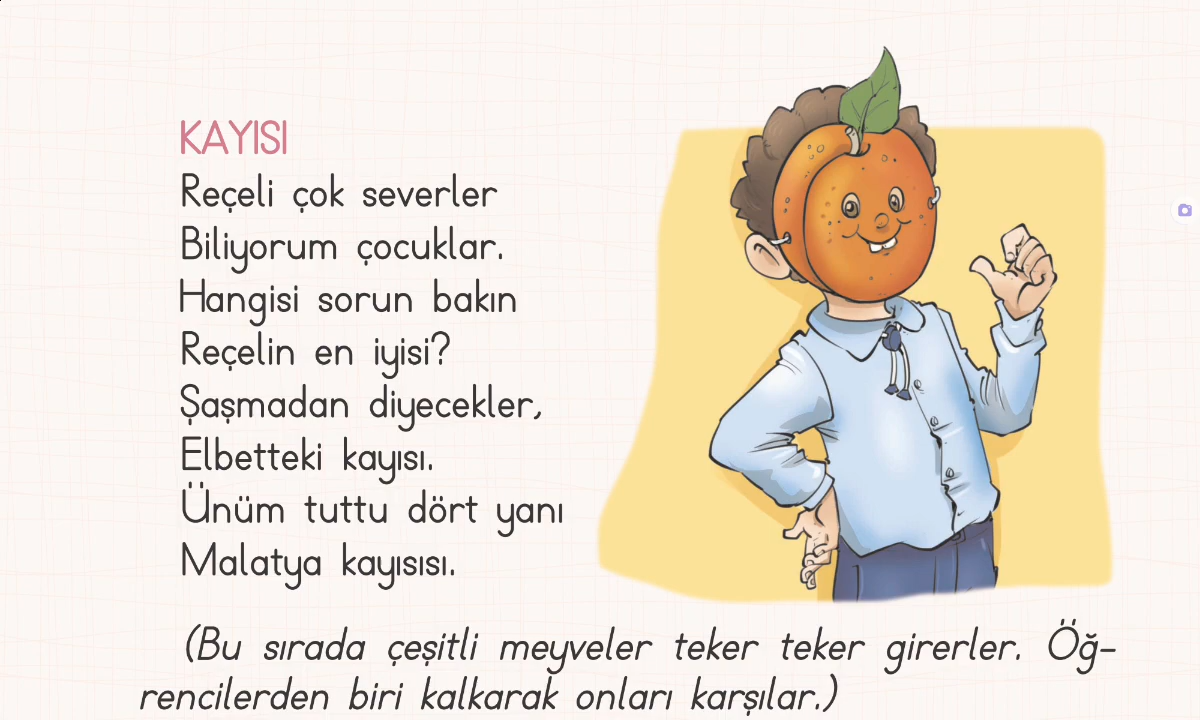 KAYISI
Reçeli çok severler
Biliyorum çocuklar.
Hangisi sorun bakın
Reçelin en iyisi?
Şaşmadan diyecekler,
Elbetteki kayısı.
Ünüm tuttu dört yanı
Malatya kayısısı.
(Bu sırada çeşitli meyveler teker teker girerler. Öğ-
rencilerden biri kalkarak onları karşılar.)